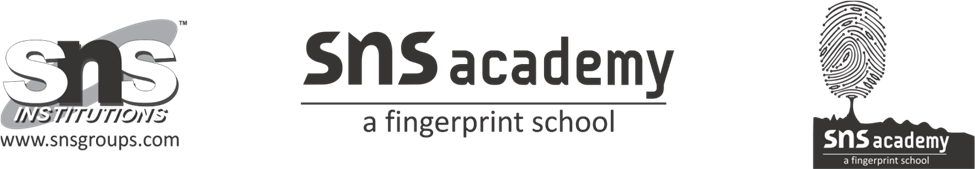 sns
™
INSTITUTIONS
www.snsgroups.com
sns academy
a fingerprint school
sns academy
a fingerprint school